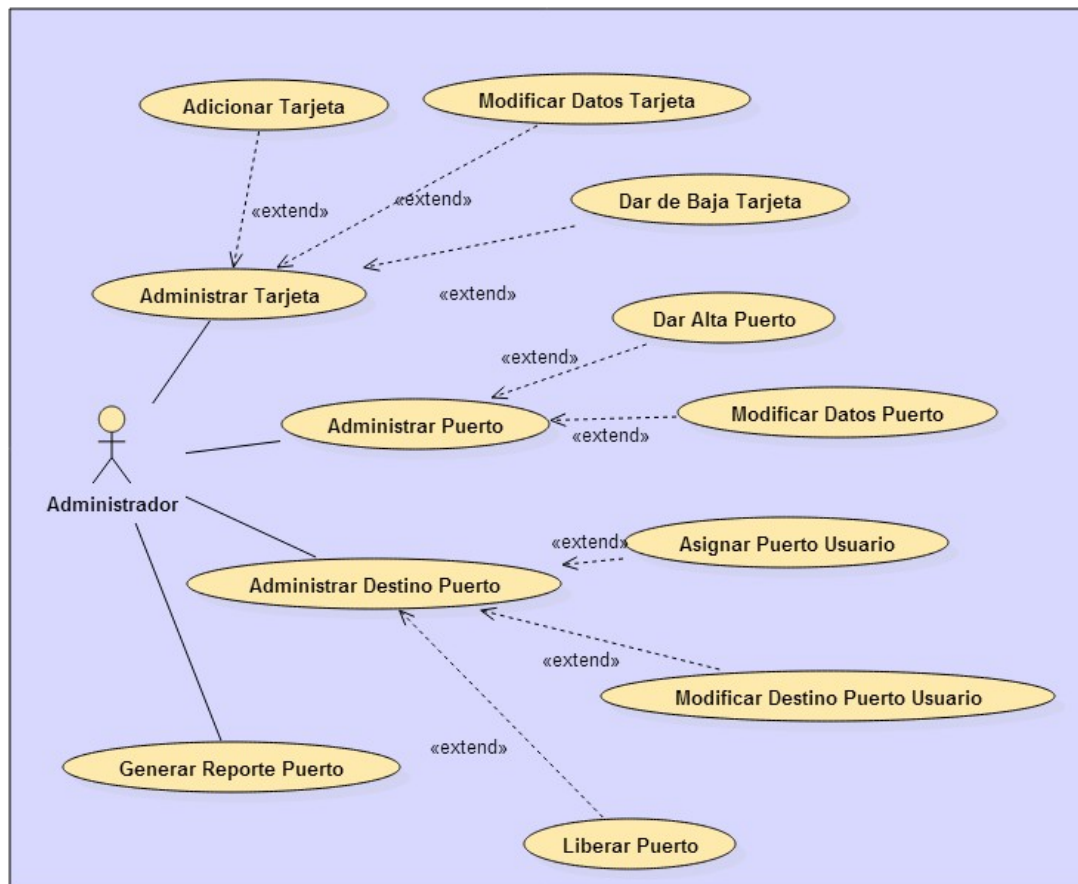 Adicionar Tarjeta
Modificar Datos Tarjeta
«extend»
«extend»
Dar de Baja Tarjeta
Administrar Tarjeta
«extend»
Dar Alta Puerto
«extend»
Administrar Puerto
Modificar Datos Puerto
«extend»
Administrador
«extend»
Asignar Puerto Usuario
Administrar Destino Puerto
«extend»
Modificar Destino Puerto Usuario
«extend»
Generar Reporte Puerto
Liberar Puerto